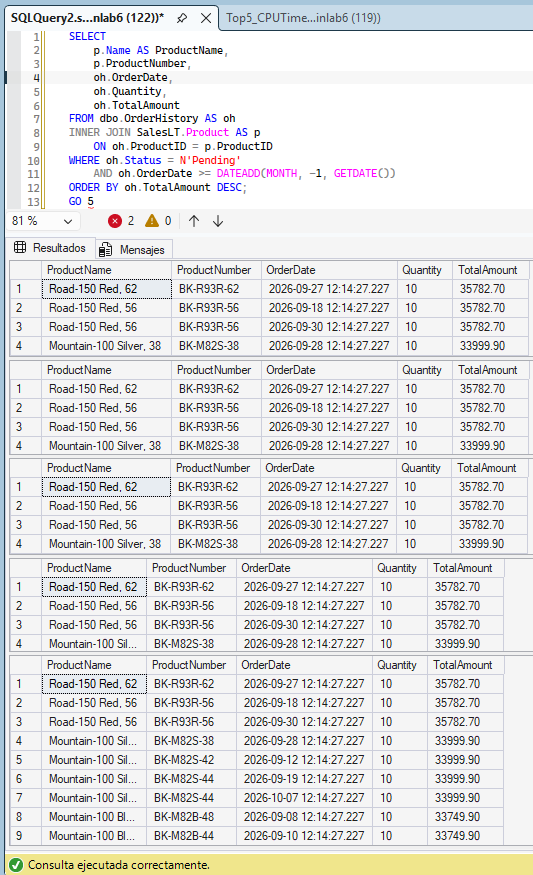 SQLQuery2.s...nlab6 (122))*
Top5_CPUTime...inlab6 (119))
1 SELECT
2 p.Name AS ProductName,
3 p.ProductNumber,
4 oh.OrderDate,
5 oh.Quantity,
6 oh.TotalAmount
7 FROM dbo.OrderHistory AS oh
8 INNER JOIN SalesLT.Product AS p
9 ON oh.ProductID = p.ProductID
10 WHERE oh.Status = N'Pending'
11 AND oh.OrderDate >= DATEADD(MONTH, -1, GETDATE())
12 ORDER BY oh.TotalAmount DESC;
13 GO 5
81 % 2 0
Resultados Mensajes
ProductName ProductNumber OrderDate Quantity TotalAmount
1 Road-150 Red, 62 BK-R93R-62 2026-09-27 12:14:27.227 10 35782.70
2 Road-150 Red, 56 BK-R93R-56 2026-09-18 12:14:27.227 10 35782.70
3 Road-150 Red, 56 BK-R93R-56 2026-09-30 12:14:27.227 10 35782.70
4 Mountain-100 Silver, 38 BK-M82S-38 2026-09-28 12:14:27.227 10 33999.90
ProductName ProductNumber OrderDate Quantity TotalAmount
1 Road-150 Red, 62 BK-R93R-62 2026-09-27 12:14:27.227 10 35782.70
2 Road-150 Red, 56 BK-R93R-56 2026-09-18 12:14:27.227 10 35782.70
3 Road-150 Red, 56 BK-R93R-56 2026-09-30 12:14:27.227 10 35782.70
4 Mountain-100 Silver, 38 BK-M82S-38 2026-09-28 12:14:27.227 10 33999.90
ProductName ProductNumber OrderDate Quantity TotalAmount
1 Road-150 Red, 62 BK-R93R-62 2026-09-27 12:14:27.227 10 35782.70
2 Road-150 Red, 56 BK-R93R-56 2026-09-18 12:14:27.227 10 35782.70
3 Road-150 Red, 56 BK-R93R-56 2026-09-30 12:14:27.227 10 35782.70
4 Mountain-100 Silver, 38 BK-M82S-38 2026-09-28 12:14:27.227 10 33999.90
ProductName ProductNumber OrderDate Quantity TotalAmount
1 Road-150 Red, 62 BK-R93R-62 2026-09-27 12:14:27.227 10 35782.70
2 Road-150 Red, 56 BK-R93R-56 2026-09-18 12:14:27.227 10 35782.70
3 Road-150 Red, 56 BK-R93R-56 2026-09-30 12:14:27.227 10 35782.70
4 Mountain-100 Sil... BK-M82S-38 2026-09-28 12:14:27.227 10 33999.90
ProductName ProductNumber OrderDate Quantity TotalAmount
1 Road-150 Red, 62 BK-R93R-62 2026-09-27 12:14:27.227 10 35782.70
2 Road-150 Red, 56 BK-R93R-56 2026-09-18 12:14:27.227 10 35782.70
3 Road-150 Red, 56 BK-R93R-56 2026-09-30 12:14:27.227 10 35782.70
4 Mountain-100 Sil... BK-M82S-38 2026-09-28 12:14:27.227 10 33999.90
5 Mountain-100 Sil... BK-M82S-42 2026-09-12 12:14:27.227 10 33999.90
6 Mountain-100 Sil... BK-M82S-44 2026-09-19 12:14:27.227 10 33999.90
7 Mountain-100 Sil... BK-M82S-44 2026-10-07 12:14:27.227 10 33999.90
8 Mountain-100 Bl... BK-M82B-48 2026-09-08 12:14:27.227 10 33749.90
9 Mountain-100 Bl... BK-M82B-44 2026-09-10 12:14:27.227 10 33749.90
Consulta ejecutada correctamente.